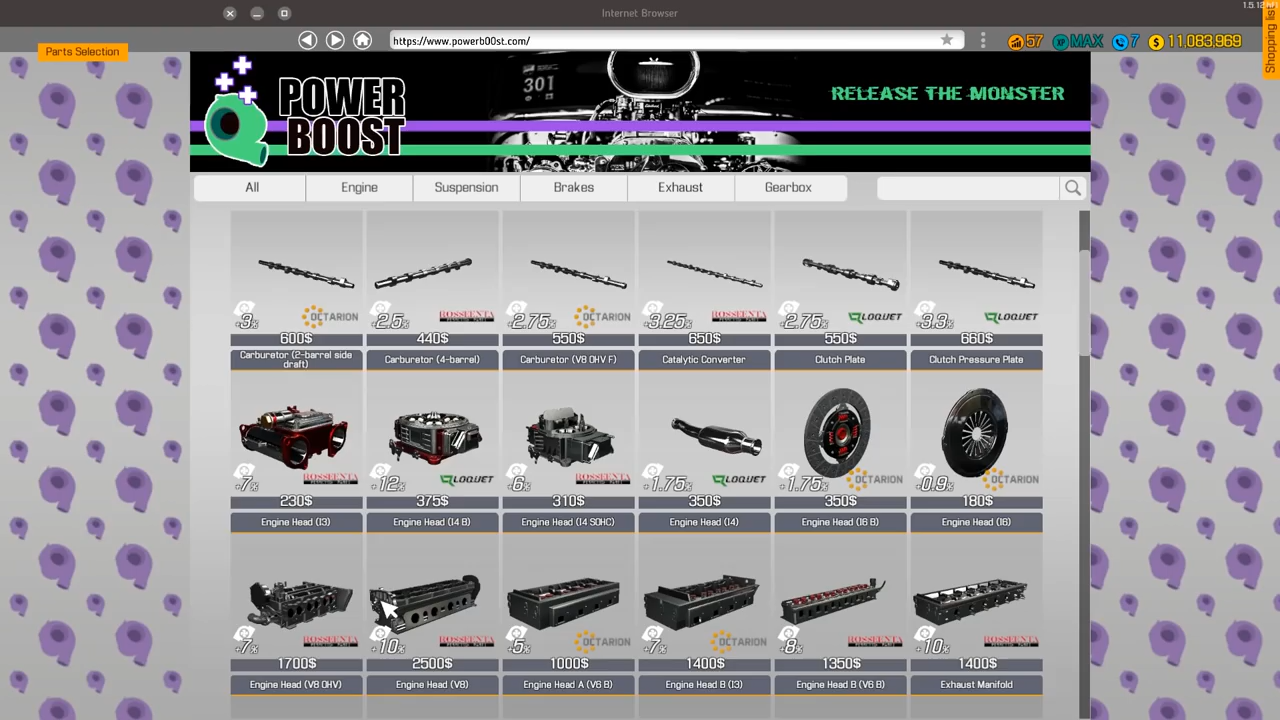 Internet Browser
1.5.12
Parts Selection
https://www.powerb00st.com/
57
XP MAX
7
$ 11,083,969
Shopping list
POWER
BOOST
301
RELEASE THE MONSTER
All
Engine
Suspension
Brakes
Exhaust
Gearbox
+3% OCTARION
+2.5% ROSSFENTA
+2.75% OCTARION
+3.25% ROSSFENTA
+2.75% LOQUET
+3.3% LOQUET
600$
440$
550$
650$
550$
660$
Carburetor (2-barrel side draft)
Carburetor (4-barrel)
Carburetor (V8 OHV F)
Catalytic Converter
Clutch Plate
Clutch Pressure Plate
+7% ROSSFENTA
+12% LOQUET
+6% ROSSFENTA
+1.75% LOQUET
+1.75% OCTARION
+0.9% OCTARION
230$
375$
310$
350$
350$
180$
Engine Head (I3)
Engine Head (I4 B)
Engine Head (I4 SOHC)
Engine Head (I4)
Engine Head (I6 B)
Engine Head (I6)
+7% ROSSFENTA
+10% ROSSFENTA
+5% OCTARION
+7% OCTARION
+8% ROSSFENTA
+10% ROSSFENTA
1700$
2500$
1000$
1400$
1350$
1400$
Engine Head (V8 OHV)
Engine Head (V8)
Engine Head A (V6 B)
Engine Head B (I3)
Engine Head B (V6 B)
Exhaust Manifold